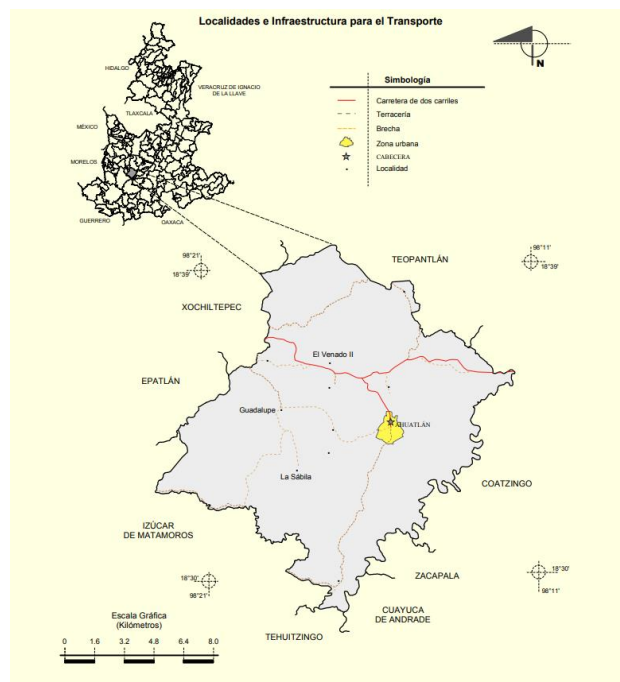 Localidades e Infraestructura para el Transporte
N
HIDALGO
VERACRUZ DE IGNACIO
DE LA LLAVE
TLAXCALA
MÉXICO
MORELOS
GUERRERO
OAXACA
Simbología
Carretera de dos carriles
Terracería
Brecha
Zona urbana
CABECERA
Localidad
98°21'
18°39'
98°11'
18°39'
TEOPANTLÁN
XOCHILTEPEC
El Venado II
EPATLÁN
Guadalupe
AHUATLÁN
La Sábila
COATZINGO
IZÚCAR
DE MATAMOROS
18°30'
98°21'
18°30'
98°11'
ZACAPALA
CUAYUCA
DE ANDRADE
TEHUITZINGO
Escala Gráfica
(Kilómetros)
0 1.6 3.2 4.8 6.4 8.0